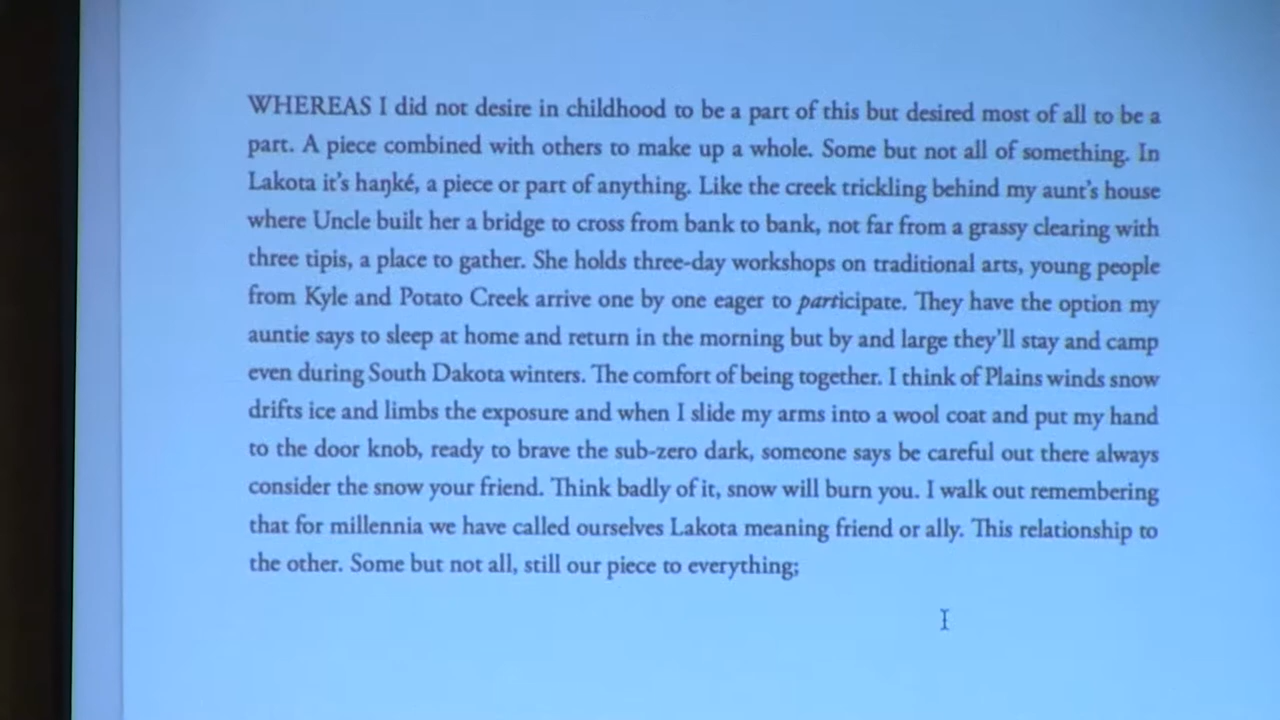 WHEREAS I did not desire in childhood to be a part of this but desired most of all to be a
part. A piece combined with others to make up a whole. Some but not all of something. In
Lakota it's haŋké, a piece or part of anything. Like the creek trickling behind my aunt's house
where Uncle built her a bridge to cross from bank to bank, not far from a grassy clearing with
three tipis, a place to gather. She holds three-day workshops on traditional arts, young people
from Kyle and Potato Creek arrive one by one eager to participate. They have the option my
auntie says to sleep at home and return in the morning but by and large they'll stay and camp
even during South Dakota winters. The comfort of being together. I think of Plains winds snow
drifts ice and limbs the exposure and when I slide my arms into a wool coat and put my hand
to the door knob, ready to brave the sub-zero dark, someone says be careful out there always
consider the snow your friend. Think badly of it, snow will burn you. I walk out remembering
that for millennia we have called ourselves Lakota meaning friend or ally. This relationship to
the other. Some but not all, still our piece to everything;